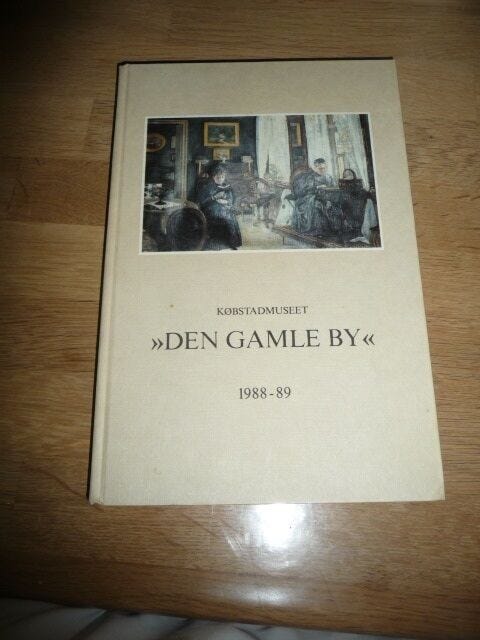 KØBSTADMUSEET
»DEN GAMLE BY«
1988-89